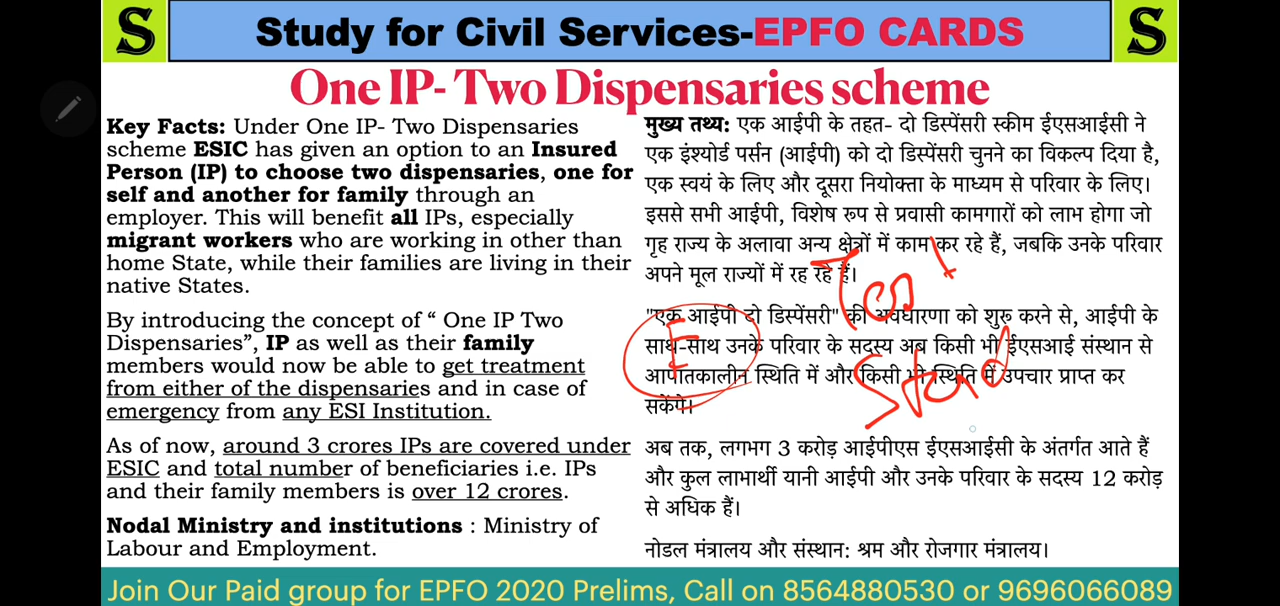 S
Study for Civil Services-EPFO CARDS
S
One IP- Two Dispensaries scheme
Key Facts: Under One IP- Two Dispensaries
scheme ESIC has given an option to an Insured
Person (IP) to choose two dispensaries, one for
self and another for family through an
employer. This will benefit all IPs, especially
migrant workers who are working in other than
home State, while their families are living in their
native States.
By introducing the concept of “ One IP Two
Dispensaries”, IP as well as their family
members would now be able to get treatment
from either of the dispensaries and in case of
emergency from any ESI Institution.
As of now, around 3 crores IPs are covered under
ESIC and total number of beneficiaries i.e. IPs
and their family members is over 12 crores.
Nodal Ministry and institutions : Ministry of
Labour and Employment.
मुख्य तथ्य: एक आईपी के तहत- दो डिस्पेंसरी स्कीम ईएसआईसी ने
एक इंश्योर्ड पर्सन (आईपी) को दो डिस्पेंसरी चुनने का विकल्प दिया है,
एक स्वयं के लिए और दूसरा नियोक्ता के माध्यम से परिवार के लिए।
इससे सभी आईपी, विशेष रूप से प्रवासी कामगारों को लाभ होगा जो
गृह राज्य के अलावा अन्य क्षेत्रों में काम कर रहे हैं, जबकि उनके परिवार
अपने मूल राज्यों में रह रहे हैं।
"एक आईपी दो डिस्पेंसरी" की अवधारणा को शुरू करने से, आईपी के
साथ-साथ उनके परिवार के सदस्य अब किसी भी ईएसआई संस्थान से
आपातकालीन स्थिति में और किसी भी स्थिति में उपचार प्राप्त कर
सकेंगे।
अब तक, लगभग 3 करोड़ आईपीएस ईएसआईसी के अंतर्गत आते हैं
और कुल लाभार्थी यानी आईपी और उनके परिवार के सदस्य 12 करोड़
से अधिक हैं।
नोडल मंत्रालय और संस्थान: श्रम और रोजगार मंत्रालय।
E
Join Our Paid group for EPFO 2020 Prelims, Call on 8564880530 or 9696066089